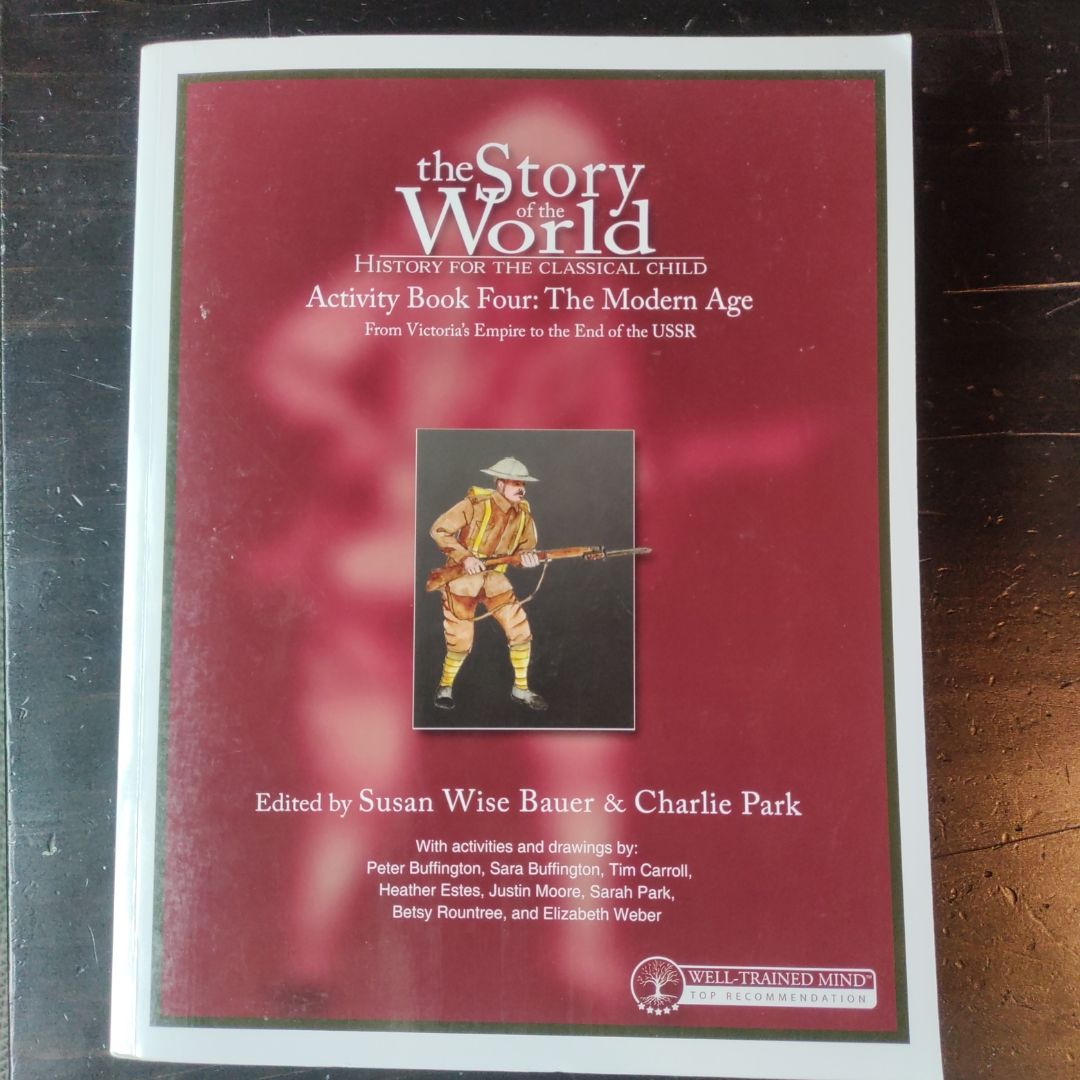 the Story
of the
World
HISTORY FOR THE CLASSICAL CHILD
Activity Book Four: The Modern Age
From Victoria's Empire to the End of the USSR
Edited by Susan Wise Bauer & Charlie Park
With activities and drawings by:
Peter Buffington, Sara Buffington, Tim Carroll,
Heather Estes, Justin Moore, Sarah Park,
Betsy Rountree, and Elizabeth Weber
WELL-TRAINED MIND™
TOP RECOMMENDATION